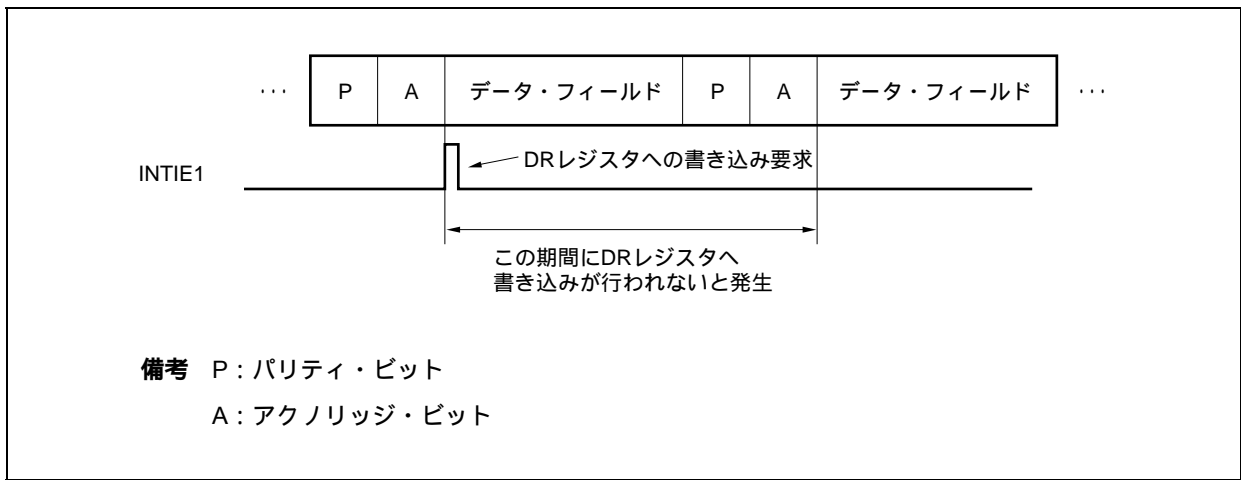 ··· P A データ・フィールド P A データ・フィールド ···
INTIE1
DRレジスタへの書き込み要求
この期間にDRレジスタへ
書き込みが行われないと発生
備考 P：パリティ・ビット
A：アクノリッジ・ビット